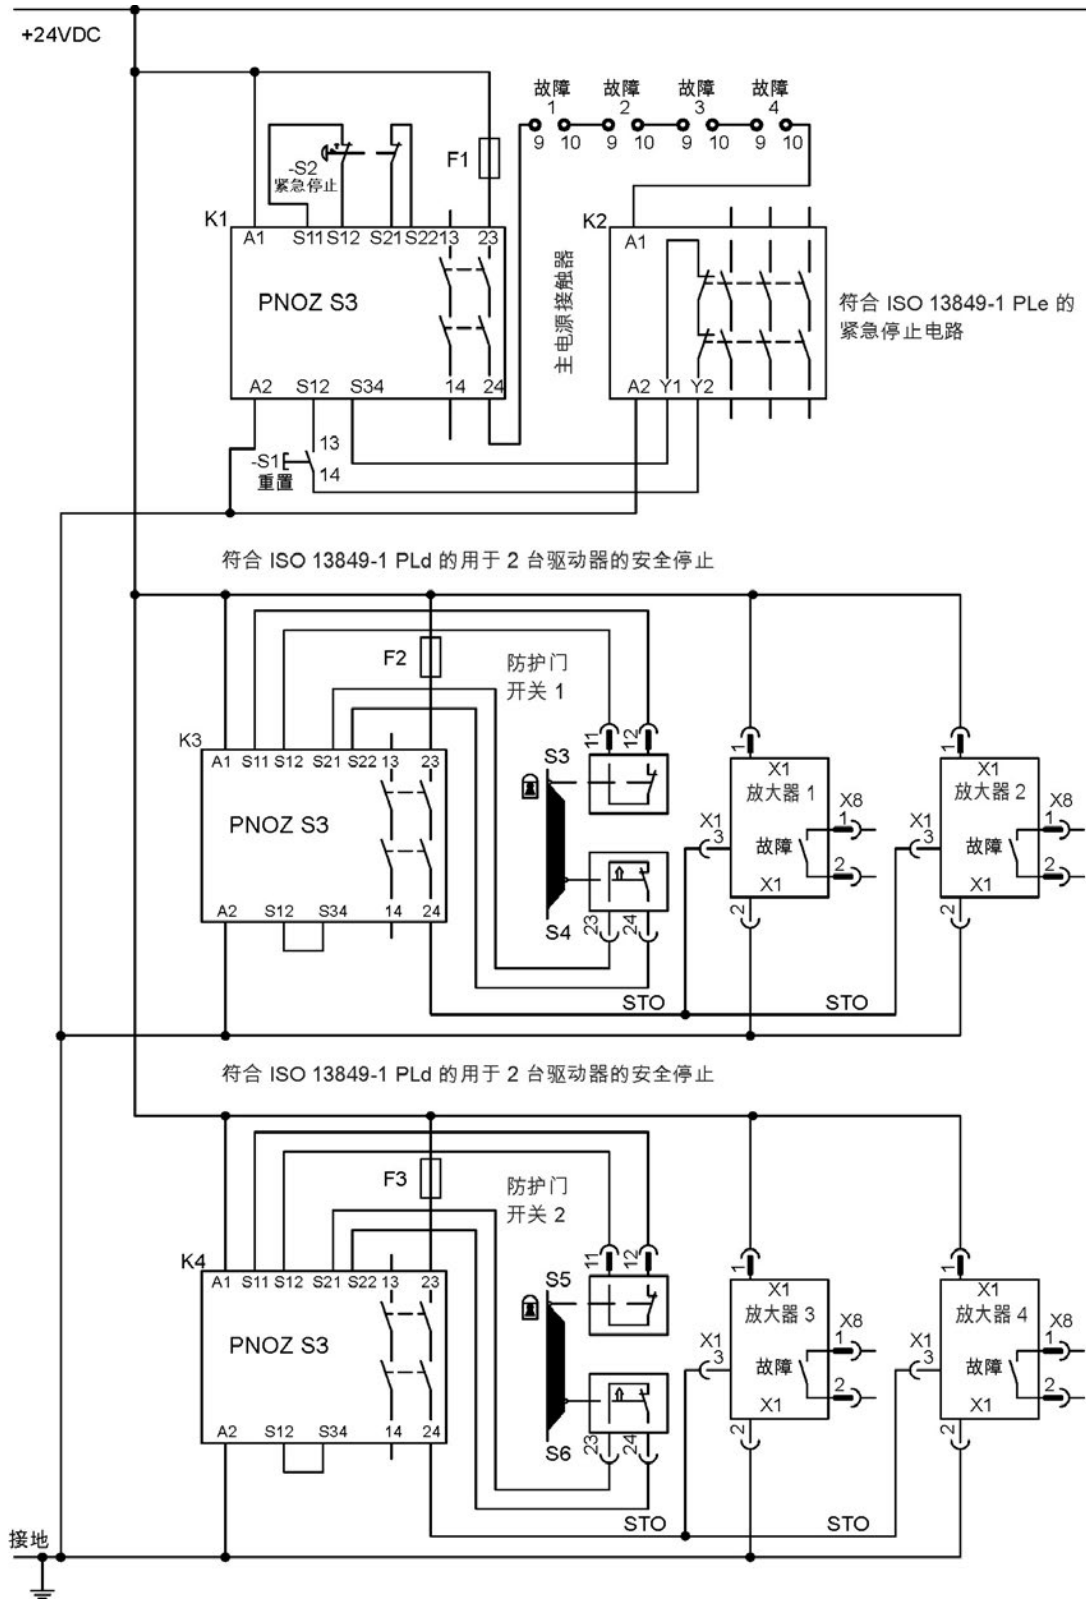 +24VDC
故障 故障 故障 故障
1 2 3 4
F1
9 10 9 10 9 10 9 10
-S2
紧急停止
K1
K2
A1 S11 S12 S21 S22 13 23
A1
PNOZ S3
主电源接触器
符合 ISO 13849-1 PLe 的
紧急停止电路
A2 S12 S34 14 24
A2 Y1 Y2
13
-S1
14
重置
符合 ISO 13849-1 PLd 的用于 2 台驱动器的安全停止
F2
防护门
开关 1
K3
11 12
S3
A1 S11 S12 S21 S22 13 23
1
1
X1
放大器 1
X1
放大器 2
PNOZ S3
X1
3
X8
1
X1
3
X8
1
故障
2
故障
2
X1
X1
A2 S12 S34 14 24
23 24
S4
2
2
STO
STO
符合 ISO 13849-1 PLd 的用于 2 台驱动器的安全停止
F3
防护门
开关 2
K4
11 12
S5
A1 S11 S12 S21 S22 13 23
1
1
X1
放大器 3
X1
放大器 4
PNOZ S3
X1
3
X8
1
X1
3
X8
1
故障
2
故障
2
X1
X1
A2 S12 S34 14 24
23 24
S6
2
2
STO
STO
接地